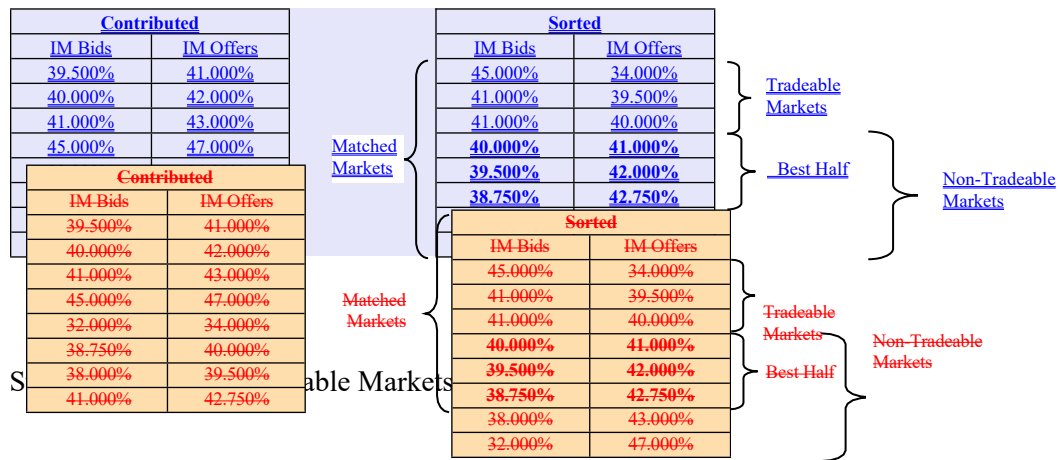 Contributed
IM Bids IM Offers
39.500% 41.000%
40.000% 42.000%
41.000% 43.000%
45.000% 47.000%
Sorted
IM Bids IM Offers
45.000% 34.000%
41.000% 39.500%
41.000% 40.000%
40.000% 41.000%
39.500% 42.000%
38.750% 42.750%
Matched
Markets
Tradeable
Markets
Best Half
Non-Tradeable
Markets
Contributed
IM Bids IM Offers
39.500% 41.000%
40.000% 42.000%
41.000% 43.000%
45.000% 47.000%
32.000% 34.000%
38.750% 40.000%
38.000% 39.500%
41.000% 42.750%
Sorted
IM Bids IM Offers
45.000% 34.000%
41.000% 39.500%
41.000% 40.000%
40.000% 41.000%
39.500% 42.000%
38.750% 42.750%
38.000% 43.000%
32.000% 47.000%
Matched
Markets
Tradeable
Markets
Best Half
Non-Tradeable
Markets
Markets